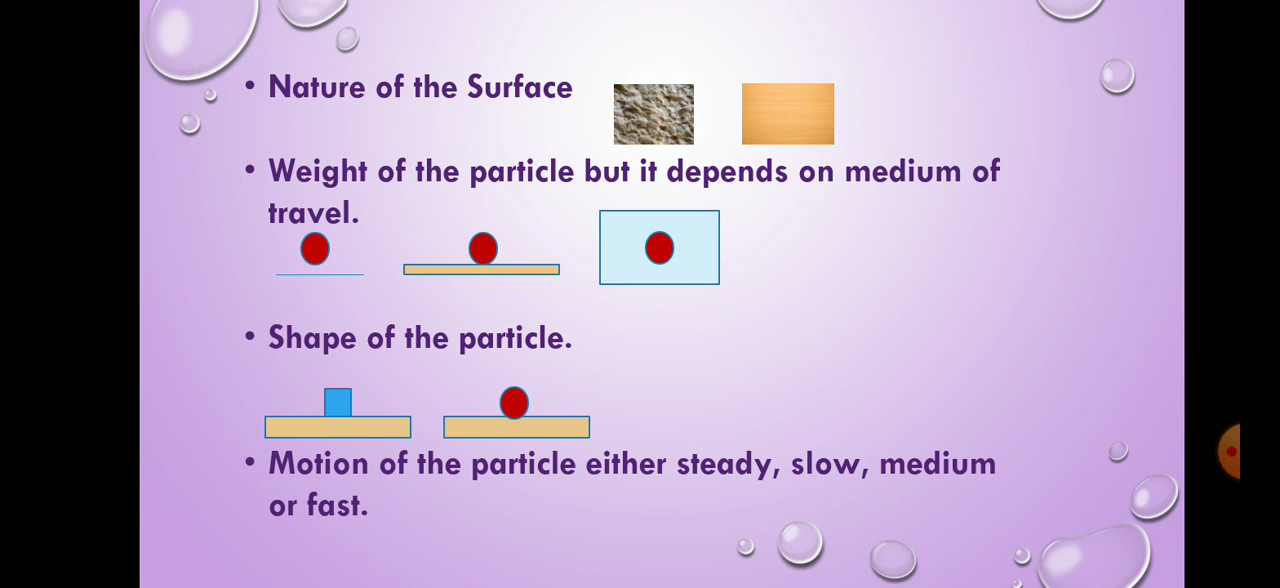 • Nature of the Surface
• Weight of the particle but it depends on medium of
travel.
• Shape of the particle.
• Motion of the particle either steady, slow, medium
or fast.